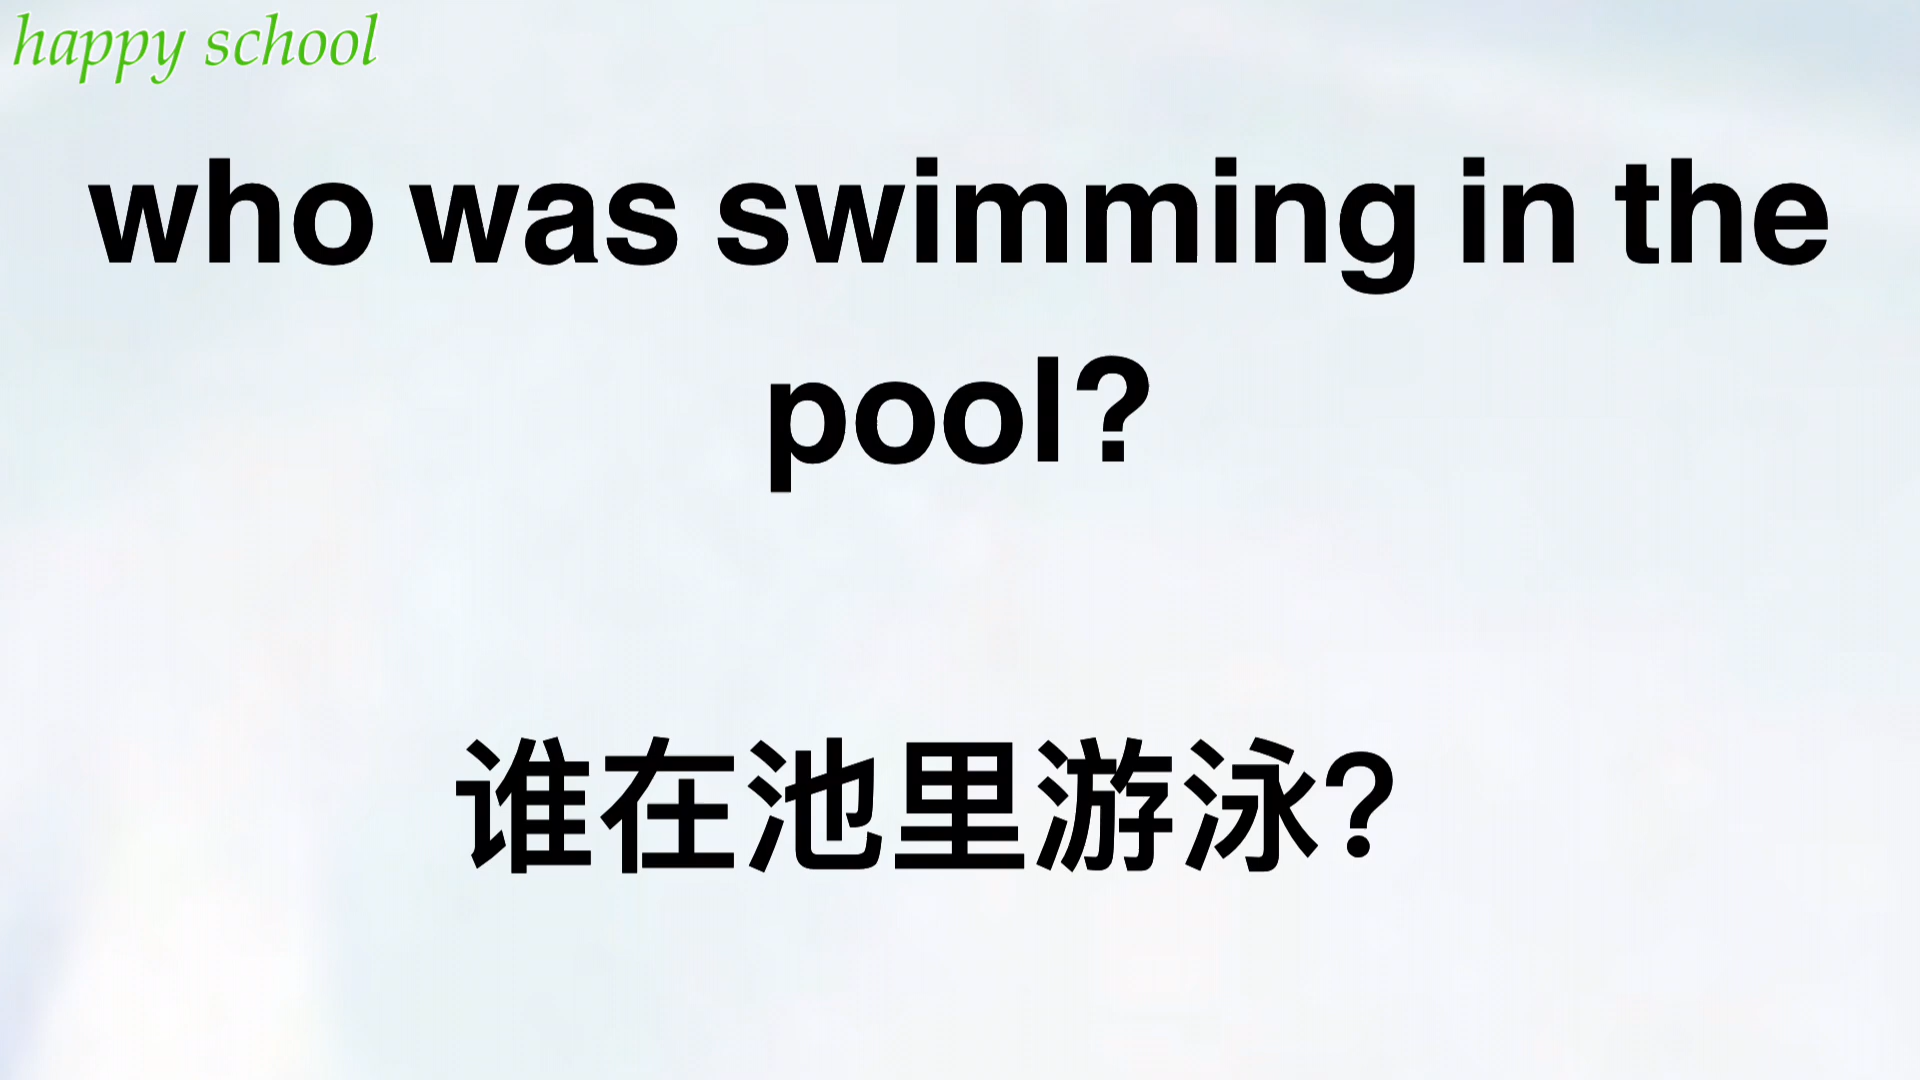 happy school
who was swimming in the
pool?
谁在池里游泳?